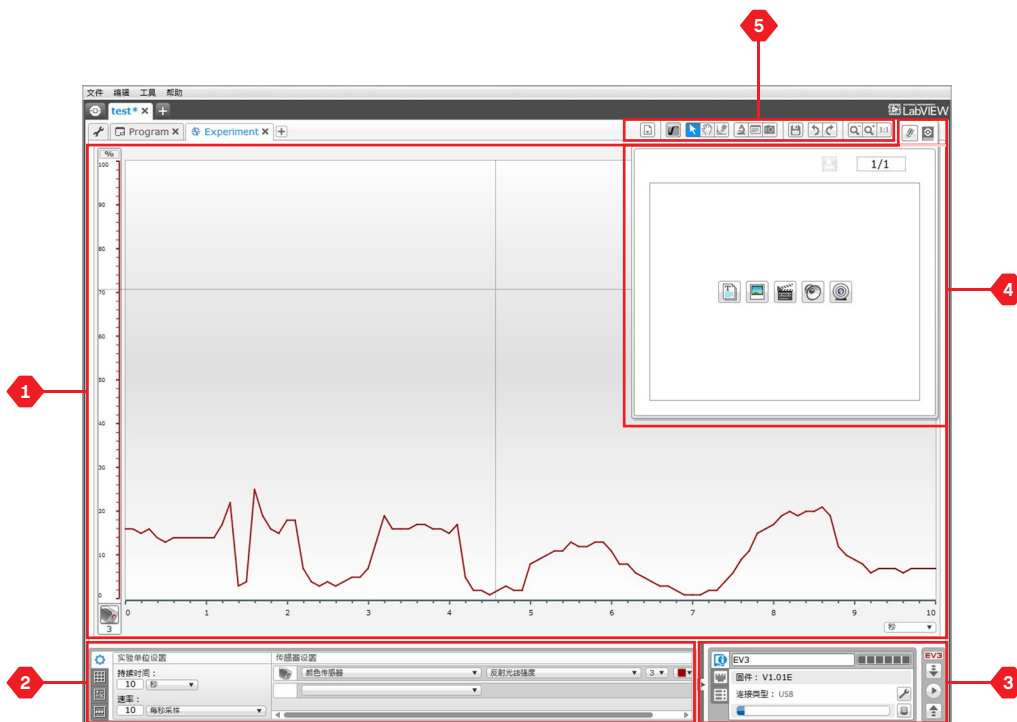 5
文件 编辑 工具 帮助
test* × +
LabVIEW
Program × Experiment × +
1:1
%
1/1
100
90
80
70
60
50
40
30
20
10
0
4
1
0 1 2 3 4 5 6 7 8 9 10
3
秒
2
实验单位设置
持续时间：
10 秒
速率：
10 每秒采样
传感器设置
颜色传感器 反射光线强度 3
EV3
固件： V1.01E
连接类型： USB
EV3
3